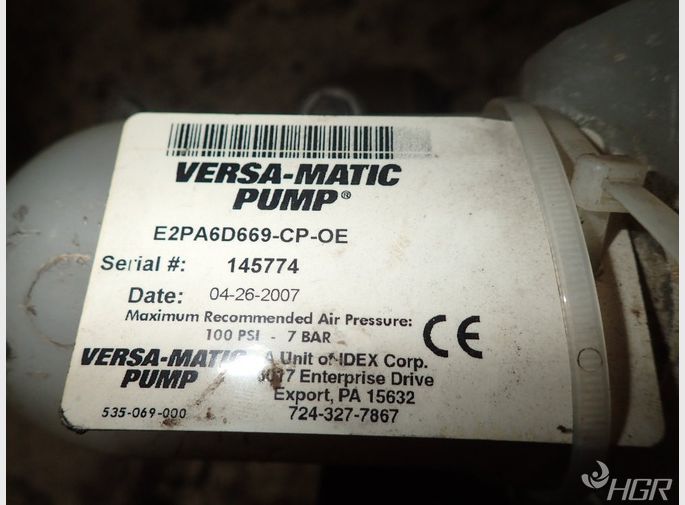 VERSA-MATIC
PUMP®
E2PA6D669-CP-OE
Serial #: 145774
Date: 04-26-2007
Maximum Recommended Air Pressure:
100 PSI - 7 BAR
CE
VERSA-MATIC
PUMP
A Unit of IDEX Corp.
Enterprise Drive
Export, PA 15632
724-327-7867
535-069-000
HGR